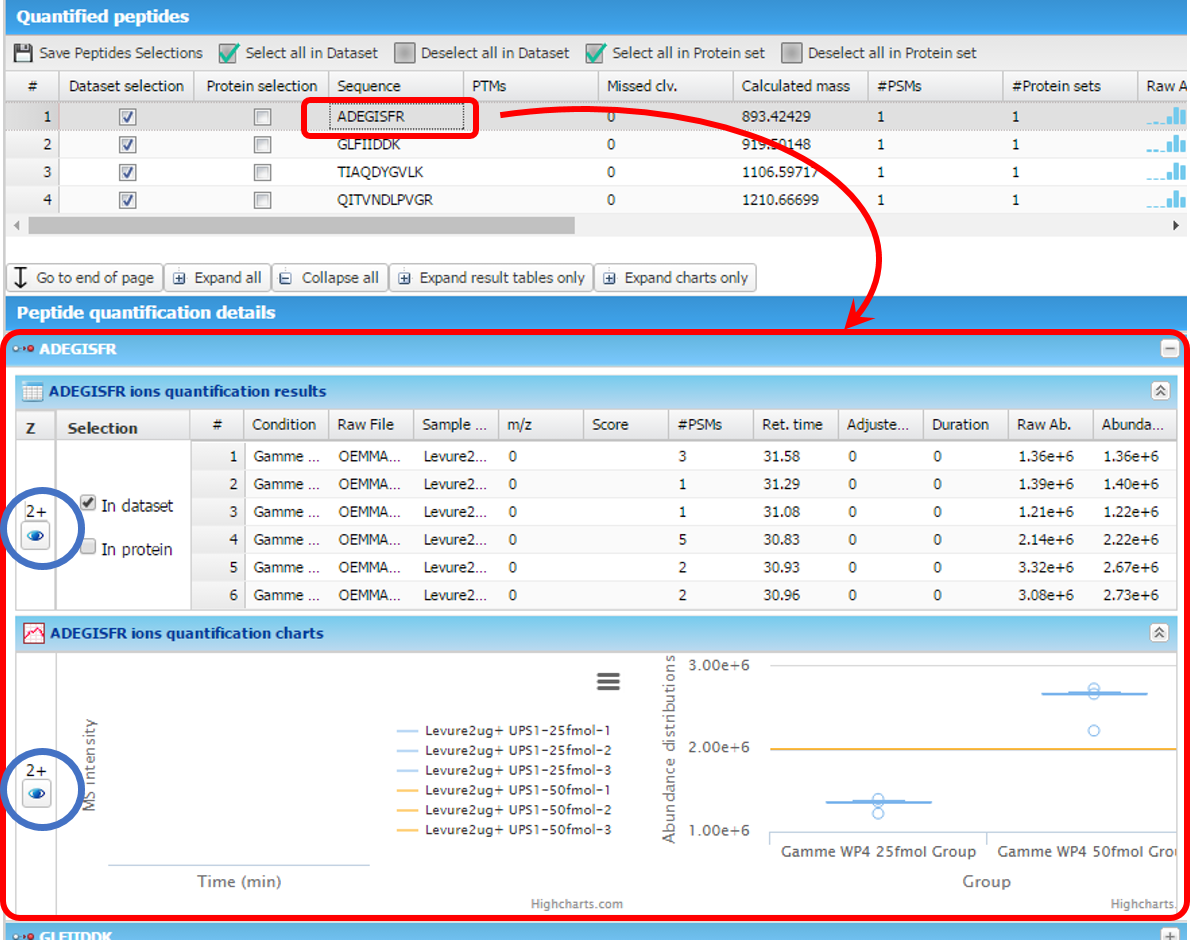 Quantified peptides
Save Peptides Selections Select all in Dataset Deselect all in Dataset Select all in Protein set Deselect all in Protein set
# Dataset selection Protein selection Sequence PTMs Missed clv. Calculated mass #PSMs #Protein sets Raw A
1 ADEGISFR 0 893.42429 1 1
2 GLFIIDDK 0 919.50148 1 1
3 TIAQDYGVLK 0 1106.59717 1 1
4 QITVNDLPVGR 0 1210.66699 1 1
Go to end of page Expand all Collapse all Expand result tables only Expand charts only
Peptide quantification details
ADEGISFR
ADEGISFR ions quantification results
Z Selection # Condition Raw File Sample ... m/z Score #PSMs Ret. time Adjuste... Duration Raw Ab. Abunda...
1 Gamme ... OEMMA... Levure2... 0 3 31.58 0 0 1.36e+6 1.36e+6
2 Gamme ... OEMMA... Levure2... 0 1 31.29 0 0 1.39e+6 1.40e+6
3 Gamme ... OEMMA... Levure2... 0 1 31.08 0 0 1.21e+6 1.22e+6
4 Gamme ... OEMMA... Levure2... 0 5 30.83 0 0 2.14e+6 2.22e+6
5 Gamme ... OEMMA... Levure2... 0 2 30.93 0 0 3.32e+6 2.67e+6
6 Gamme ... OEMMA... Levure2... 0 2 30.96 0 0 3.08e+6 2.73e+6
2+
In dataset
In protein
ADEGISFR ions quantification charts
2+
MS intensity
Levure2ug+ UPS1-25fmol-1
Levure2ug+ UPS1-25fmol-2
Levure2ug+ UPS1-25fmol-3
Levure2ug+ UPS1-50fmol-1
Levure2ug+ UPS1-50fmol-2
Levure2ug+ UPS1-50fmol-3
Time (min)
Highcharts.com
Abundance distributions
3.00e+6
2.00e+6
1.00e+6
Gamme WP4 25fmol Group Gamme WP4 50fmol Grou
Group
Highcharts.
GLFIIDDK